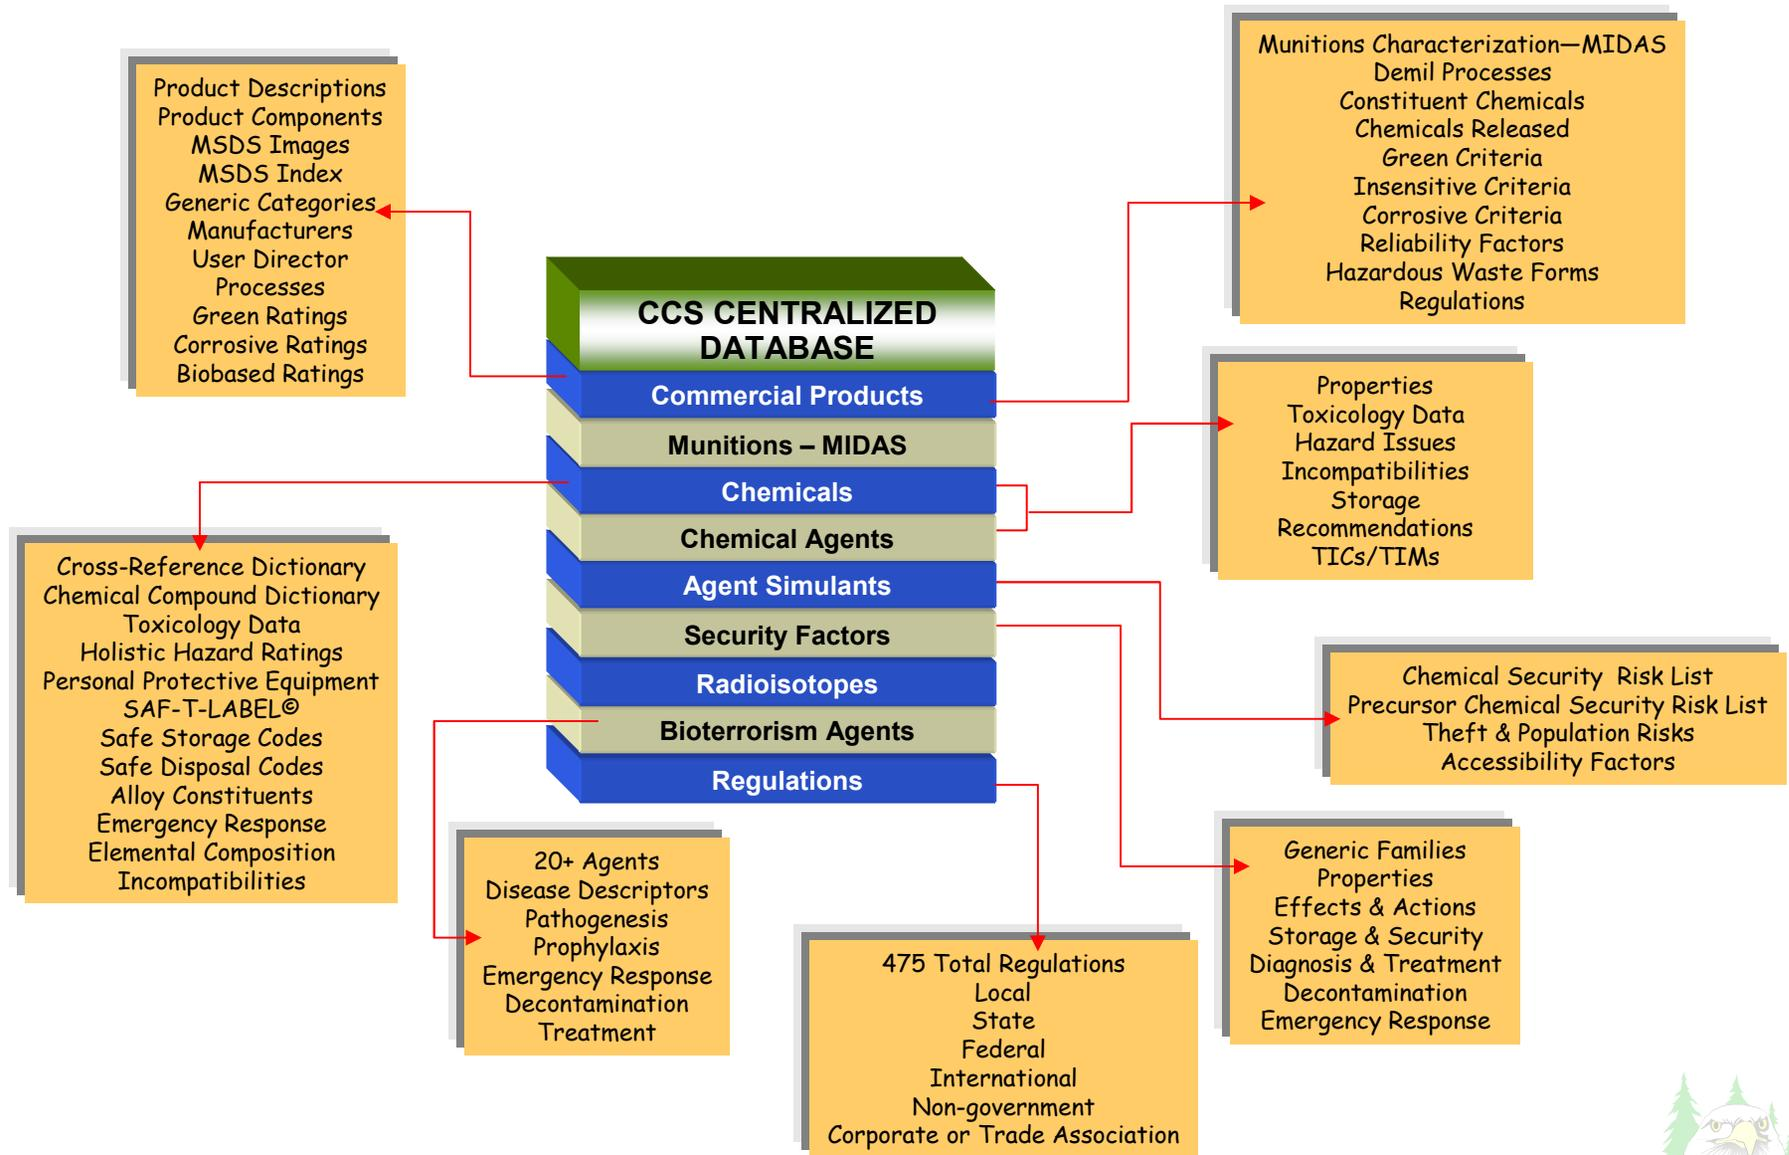 Product Descriptions
Product Components
MSDS Images
MSDS Index
Generic Categories
Manufacturers
User Director
Processes
Green Ratings
Corrosive Ratings
Biobased Ratings
Munitions Characterization—MIDAS
Demil Processes
Constituent Chemicals
Chemicals Released
Green Criteria
Insensitive Criteria
Corrosive Criteria
Reliability Factors
Hazardous Waste Forms
Regulations
CCS CENTRALIZED
DATABASE
Commercial Products
Munitions – MIDAS
Chemicals
Chemical Agents
Agent Simulants
Security Factors
Radioisotopes
Bioterrorism Agents
Regulations
Properties
Toxicology Data
Hazard Issues
Incompatibilities
Storage
Recommendations
TICs/TIMs
Cross-Reference Dictionary
Chemical Compound Dictionary
Toxicology Data
Holistic Hazard Ratings
Personal Protective Equipment
SAF-T-LABEL©
Safe Storage Codes
Safe Disposal Codes
Alloy Constituents
Emergency Response
Elemental Composition
Incompatibilities
Chemical Security Risk List
Precursor Chemical Security Risk List
Theft & Population Risks
Accessibility Factors
20+ Agents
Disease Descriptors
Pathogenesis
Prophylaxis
Emergency Response
Decontamination
Treatment
475 Total Regulations
Local
State
Federal
International
Non-government
Corporate or Trade Association
Generic Families
Properties
Effects & Actions
Storage & Security
Diagnosis & Treatment
Decontamination
Emergency Response